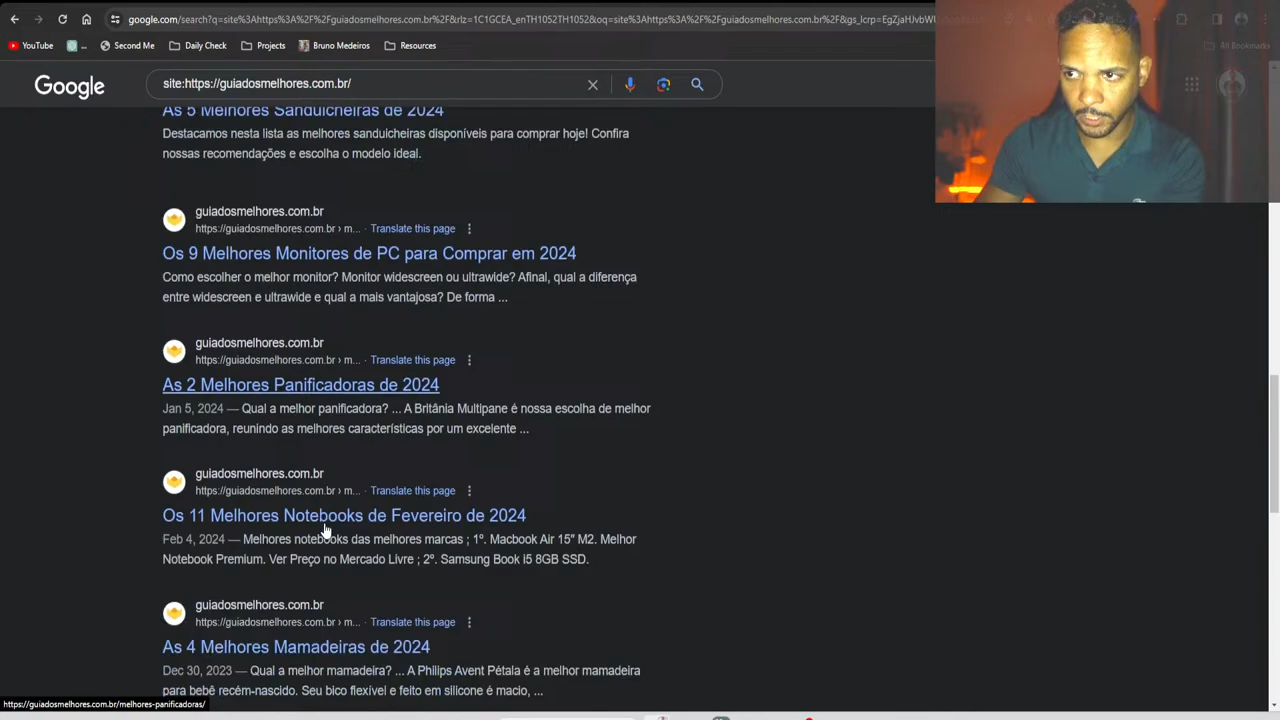 google.com/search?q=site%3Ahttps%3A%2F%2Fguiadosmelhores.com.br%2F&rlz=1C1GCEA_enTH1052TH1052&oq=site%3Ahttps%3A%2F%2Fguiadosmelhores.com.br%2F&gs_lcrp=EgZjaHJvbWU
YouTube
Second Me
Daily Check
Projects
Bruno Medeiros
Resources
All Bookmarks
Google
site:https://guiadosmelhores.com.br/
As 5 Melhores Sanduicheiras de 2024
Destacamos nesta lista as melhores sanduicheiras disponíveis para comprar hoje! Confira
nossas recomendações e escolha o modelo ideal.
guiadosmelhores.com.br
https://guiadosmelhores.com.br › m... · Translate this page
Os 9 Melhores Monitores de PC para Comprar em 2024
Como escolher o melhor monitor? Monitor widescreen ou ultrawide? Afinal, qual a diferença
entre widescreen e ultrawide e qual a mais vantajosa? De forma ...
guiadosmelhores.com.br
https://guiadosmelhores.com.br › m... · Translate this page
As 2 Melhores Panificadoras de 2024
Jan 5, 2024 — Qual a melhor panificadora? ... A Britânia Multipane é nossa escolha de melhor
panificadora, reunindo as melhores características por um excelente ...
guiadosmelhores.com.br
https://guiadosmelhores.com.br › m... · Translate this page
Os 11 Melhores Notebooks de Fevereiro de 2024
Feb 4, 2024 — Melhores notebooks das melhores marcas ; 1º. Macbook Air 15″ M2. Melhor
Notebook Premium. Ver Preço no Mercado Livre ; 2º. Samsung Book i5 8GB SSD.
guiadosmelhores.com.br
https://guiadosmelhores.com.br › m... · Translate this page
As 4 Melhores Mamadeiras de 2024
Dec 30, 2023 — Qual a melhor mamadeira? ... A Philips Avent Pétala é a melhor mamadeira
para bebê recém-nascido. Seu bico flexível e feito em silicone é macio, ...
https://guiadosmelhores.com.br/melhores-panificadoras/